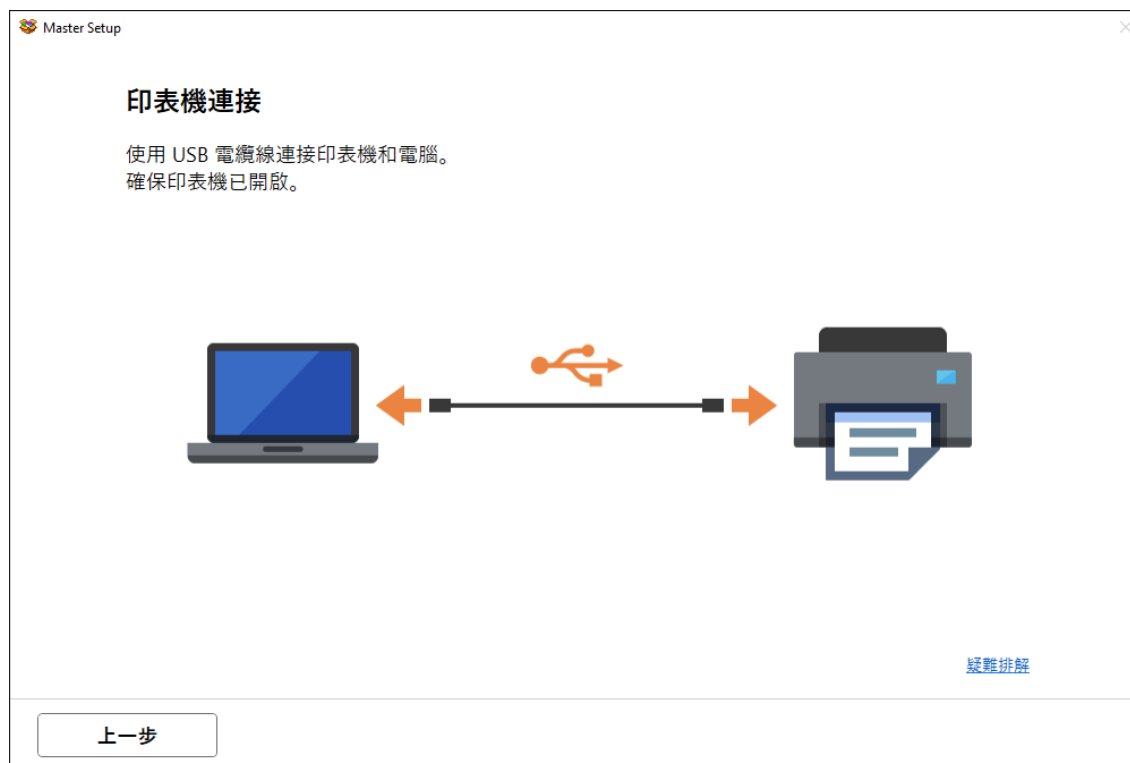 Master Setup
印表機連接
使用 USB 電纜線連接印表機和電腦。
確保印表機已開啟。
疑難排解
上一步